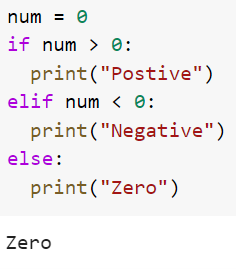 num = 0
if num > 0:
  print("Postive")
elif num < 0:
  print("Negative")
else:
  print("Zero")
Zero